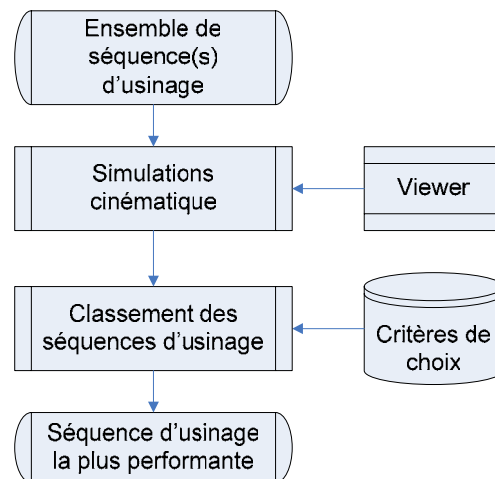 Ensemble de
séquence(s)
d’usinage
Simulations
cinématique
Viewer
Classement des
séquences d’usinage
Critères de
choix
Séquence d’usinage
la plus performante